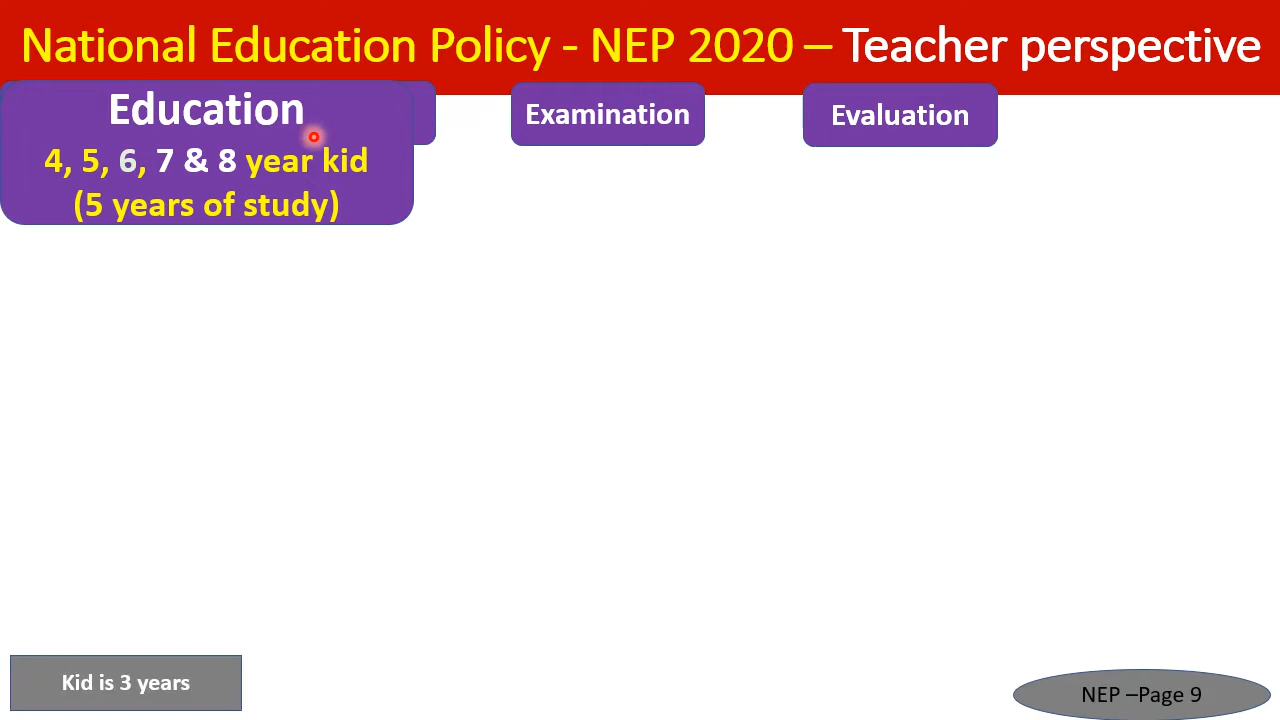 National Education Policy - NEP 2020 – Teacher perspective
Education
4, 5, 6, 7 & 8 year kid
(5 years of study)
Examination
Evaluation
Kid is 3 years
NEP –Page 9